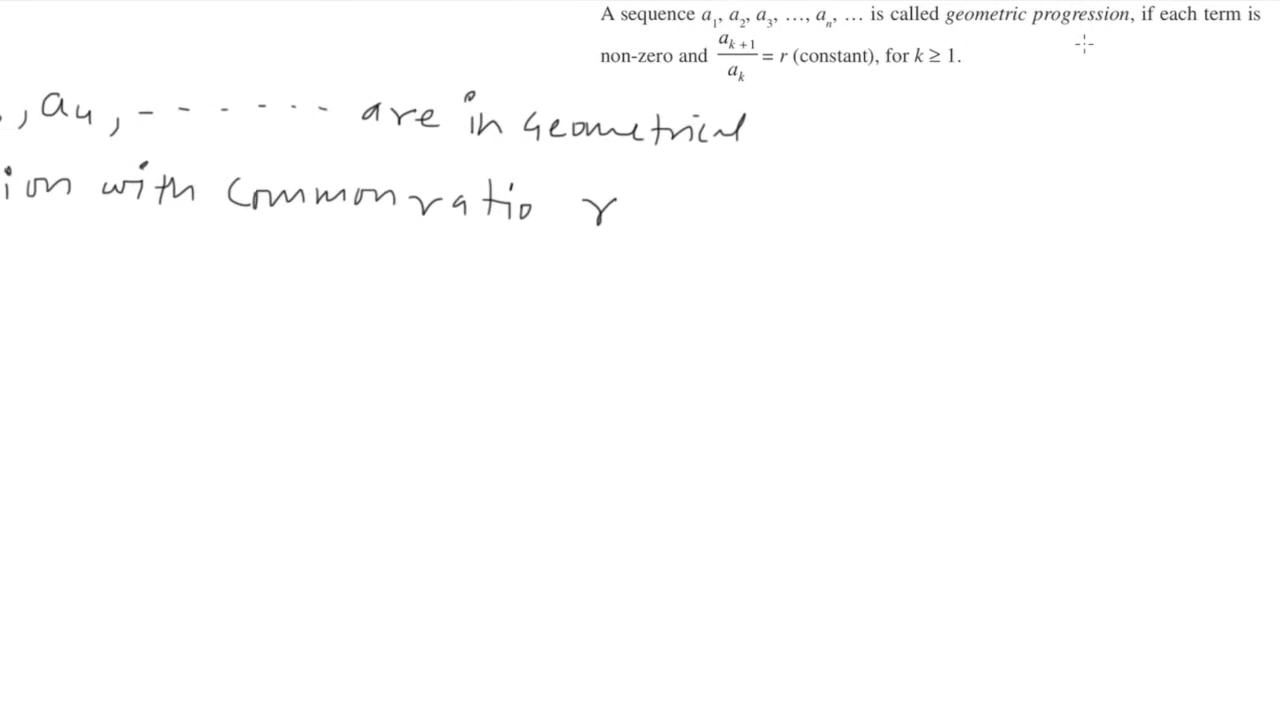 A sequence a₁, a₂, a₃, …, aₙ, … is called geometric progression, if each term is
non-zero and aₖ₊₁/aₖ = r (constant), for k ≥ 1.
, a4, - - - - - - - are in Geometrical
ion with common ratio r